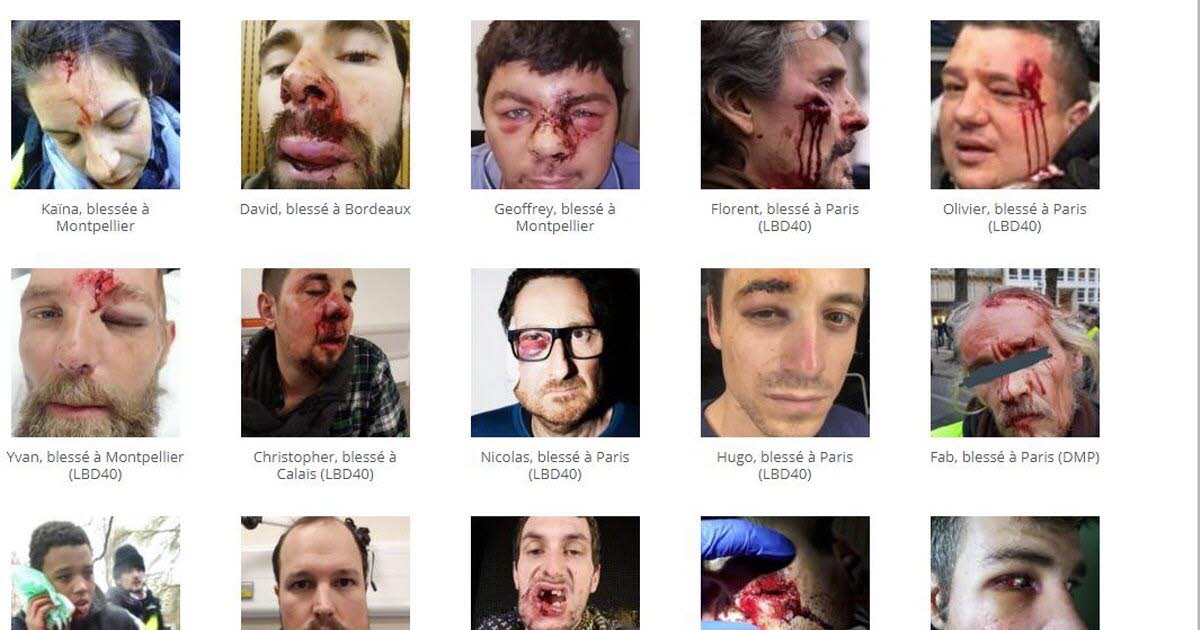 Kaïna, blessée à
Montpellier
David, blessé à Bordeaux
Geoffrey, blessé à
Montpellier
Florent, blessé à Paris
(LBD40)
Olivier, blessé à Paris
(LBD40)
Yvan, blessé à Montpellier
(LBD40)
Christopher, blessé à
Calais (LBD40)
Nicolas, blessé à Paris
(LBD40)
Hugo, blessé à Paris
(LBD40)
Fab, blessé à Paris (DMP)